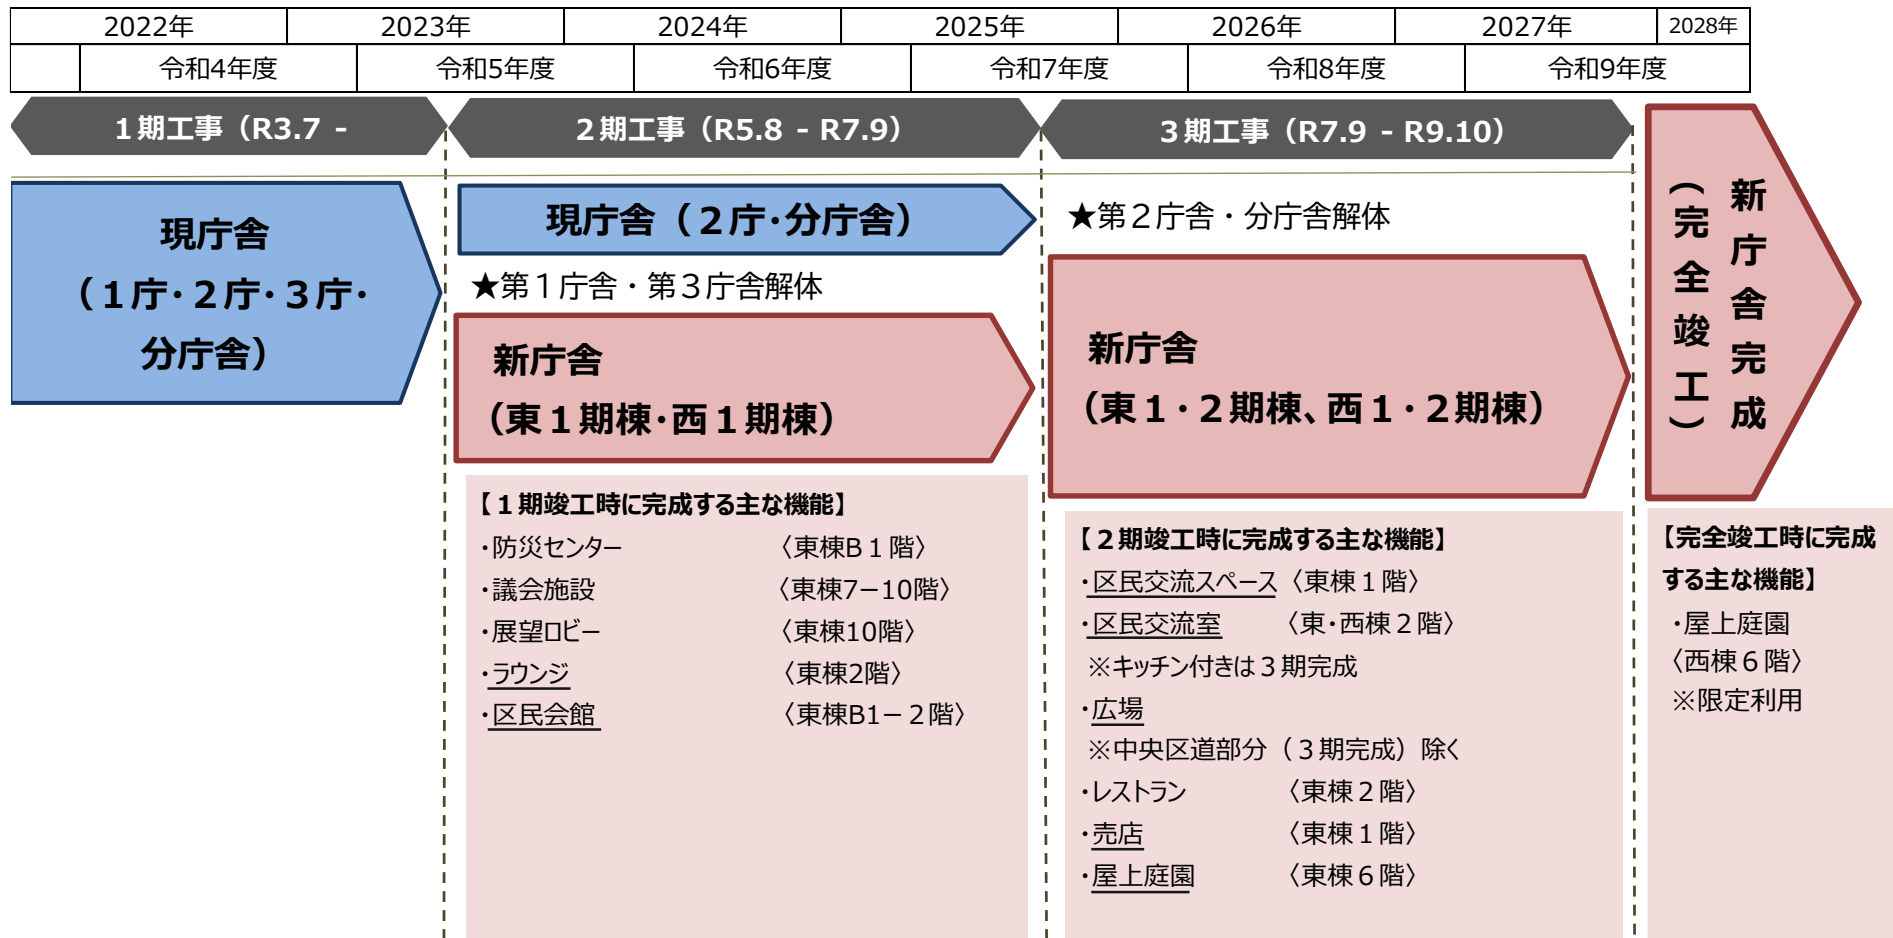 2022年 2023年 2024年 2025年 2026年 2027年 2028年
令和4年度 令和5年度 令和6年度 令和7年度 令和8年度 令和9年度
１期工事（R3.7 -
２期工事（R5.8 - R7.9）
３期工事（R7.9 - R9.10）
現庁舎
（１庁・２庁・３庁・
分庁舎）
現庁舎（２庁・分庁舎）
★第１庁舎・第３庁舎解体
新庁舎
（東１期棟・西１期棟）
【１期竣工時に完成する主な機能】
・防災センター 〈東棟B１階〉
・議会施設 〈東棟7－10階〉
・展望ロビー 〈東棟10階〉
・ラウンジ 〈東棟2階〉
・区民会館 〈東棟B1－２階〉
★第２庁舎・分庁舎解体
新庁舎
（東１・２期棟、西１・２期棟）
【２期竣工時に完成する主な機能】
・区民交流スペース 〈東棟１階〉
・区民交流室 〈東・西棟２階〉
※キッチン付きは３期完成
・広場
※中央区道部分（３期完成）除く
・レストラン 〈東棟２階〉
・売店 〈東棟１階〉
・屋上庭園 〈東棟６階〉
新庁舎完成
（完全竣工）
【完全竣工時に完成
する主な機能】
・屋上庭園
〈西棟６階〉
※限定利用